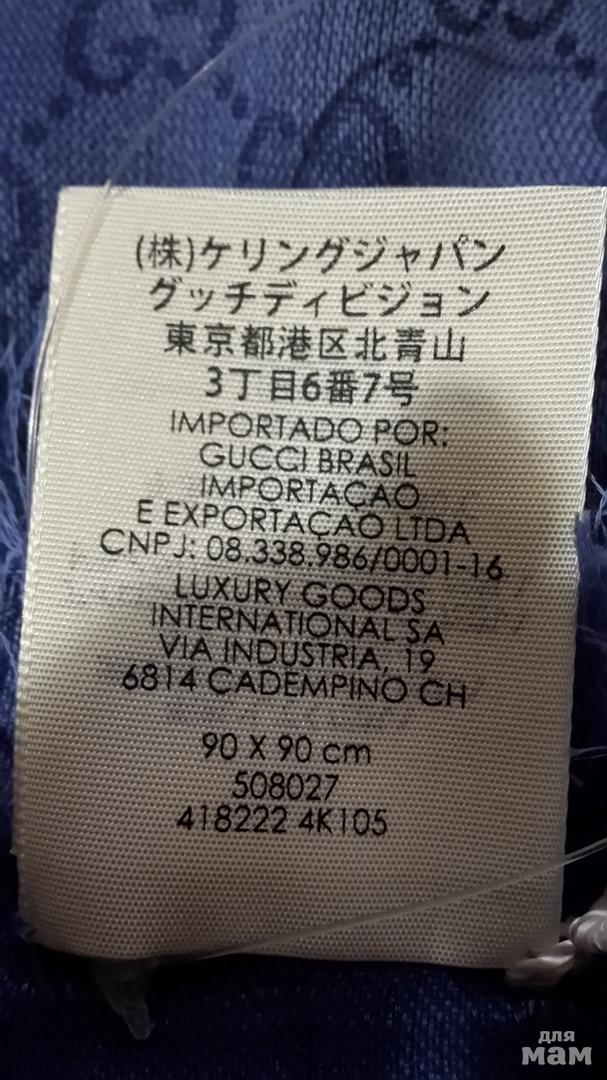 (株)ケリングジャパン
グッチディビジョン
東京都港区北青山
3丁目6番7号
IMPORTADO POR:
GUCCI BRASIL
IMPORTAÇAO
E EXPORTAÇAO LTDA
CNPJ: 08.338.986/0001-16
LUXURY GOODS
INTERNATIONAL SA
VIA INDUSTRIA, 19
6814 CADEMPINO CH
90 X 90 cm
508027
418222 4K105
для
мам